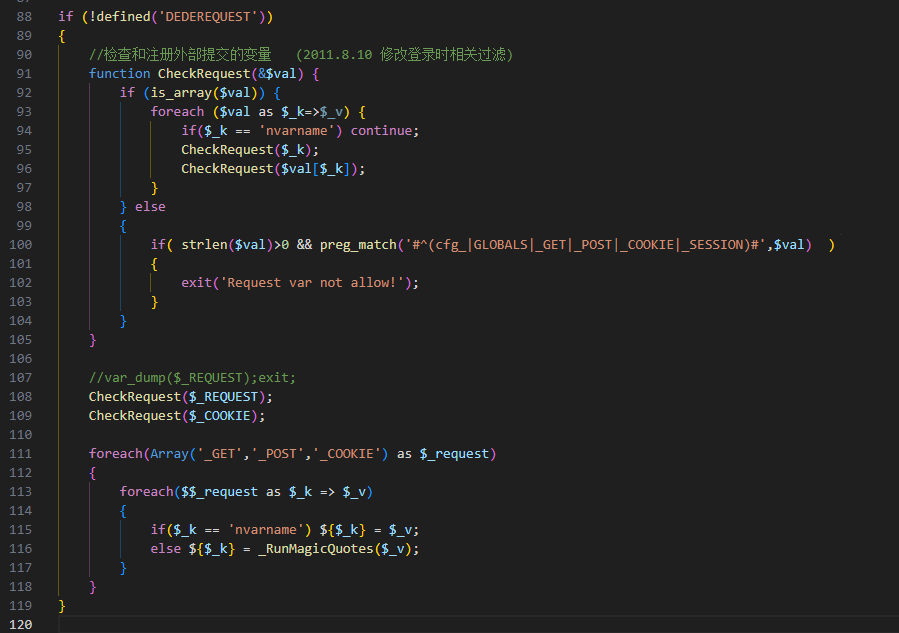 88 if (!defined('DEDEREQUEST'))
89 {
90 //检查和注册外部提交的变量 (2011.8.10 修改登录时相关过滤)
91 function CheckRequest(&$val) {
92 if (is_array($val)) {
93 foreach ($val as $_k=>$_v) {
94 if($_k == 'nvarname') continue;
95 CheckRequest($_k);
96 CheckRequest($val[$_k]);
97 }
98 } else
99 {
100 if( strlen($val)>0 && preg_match('#^(cfg_|GLOBALS|_GET|_POST|_COOKIE|_SESSION)#',$val) )
101 {
102 exit('Request var not allow!');
103 }
104 }
105 }
106
107 //var_dump($_REQUEST);exit;
108 CheckRequest($_REQUEST);
109 CheckRequest($_COOKIE);
110
111 foreach(Array('_GET','_POST','_COOKIE') as $_request)
112 {
113 foreach($$_request as $_k => $_v)
114 {
115 if($_k == 'nvarname') ${$_k} = $_v;
116 else ${$_k} = _RunMagicQuotes($_v);
117 }
118 }
119 }
120